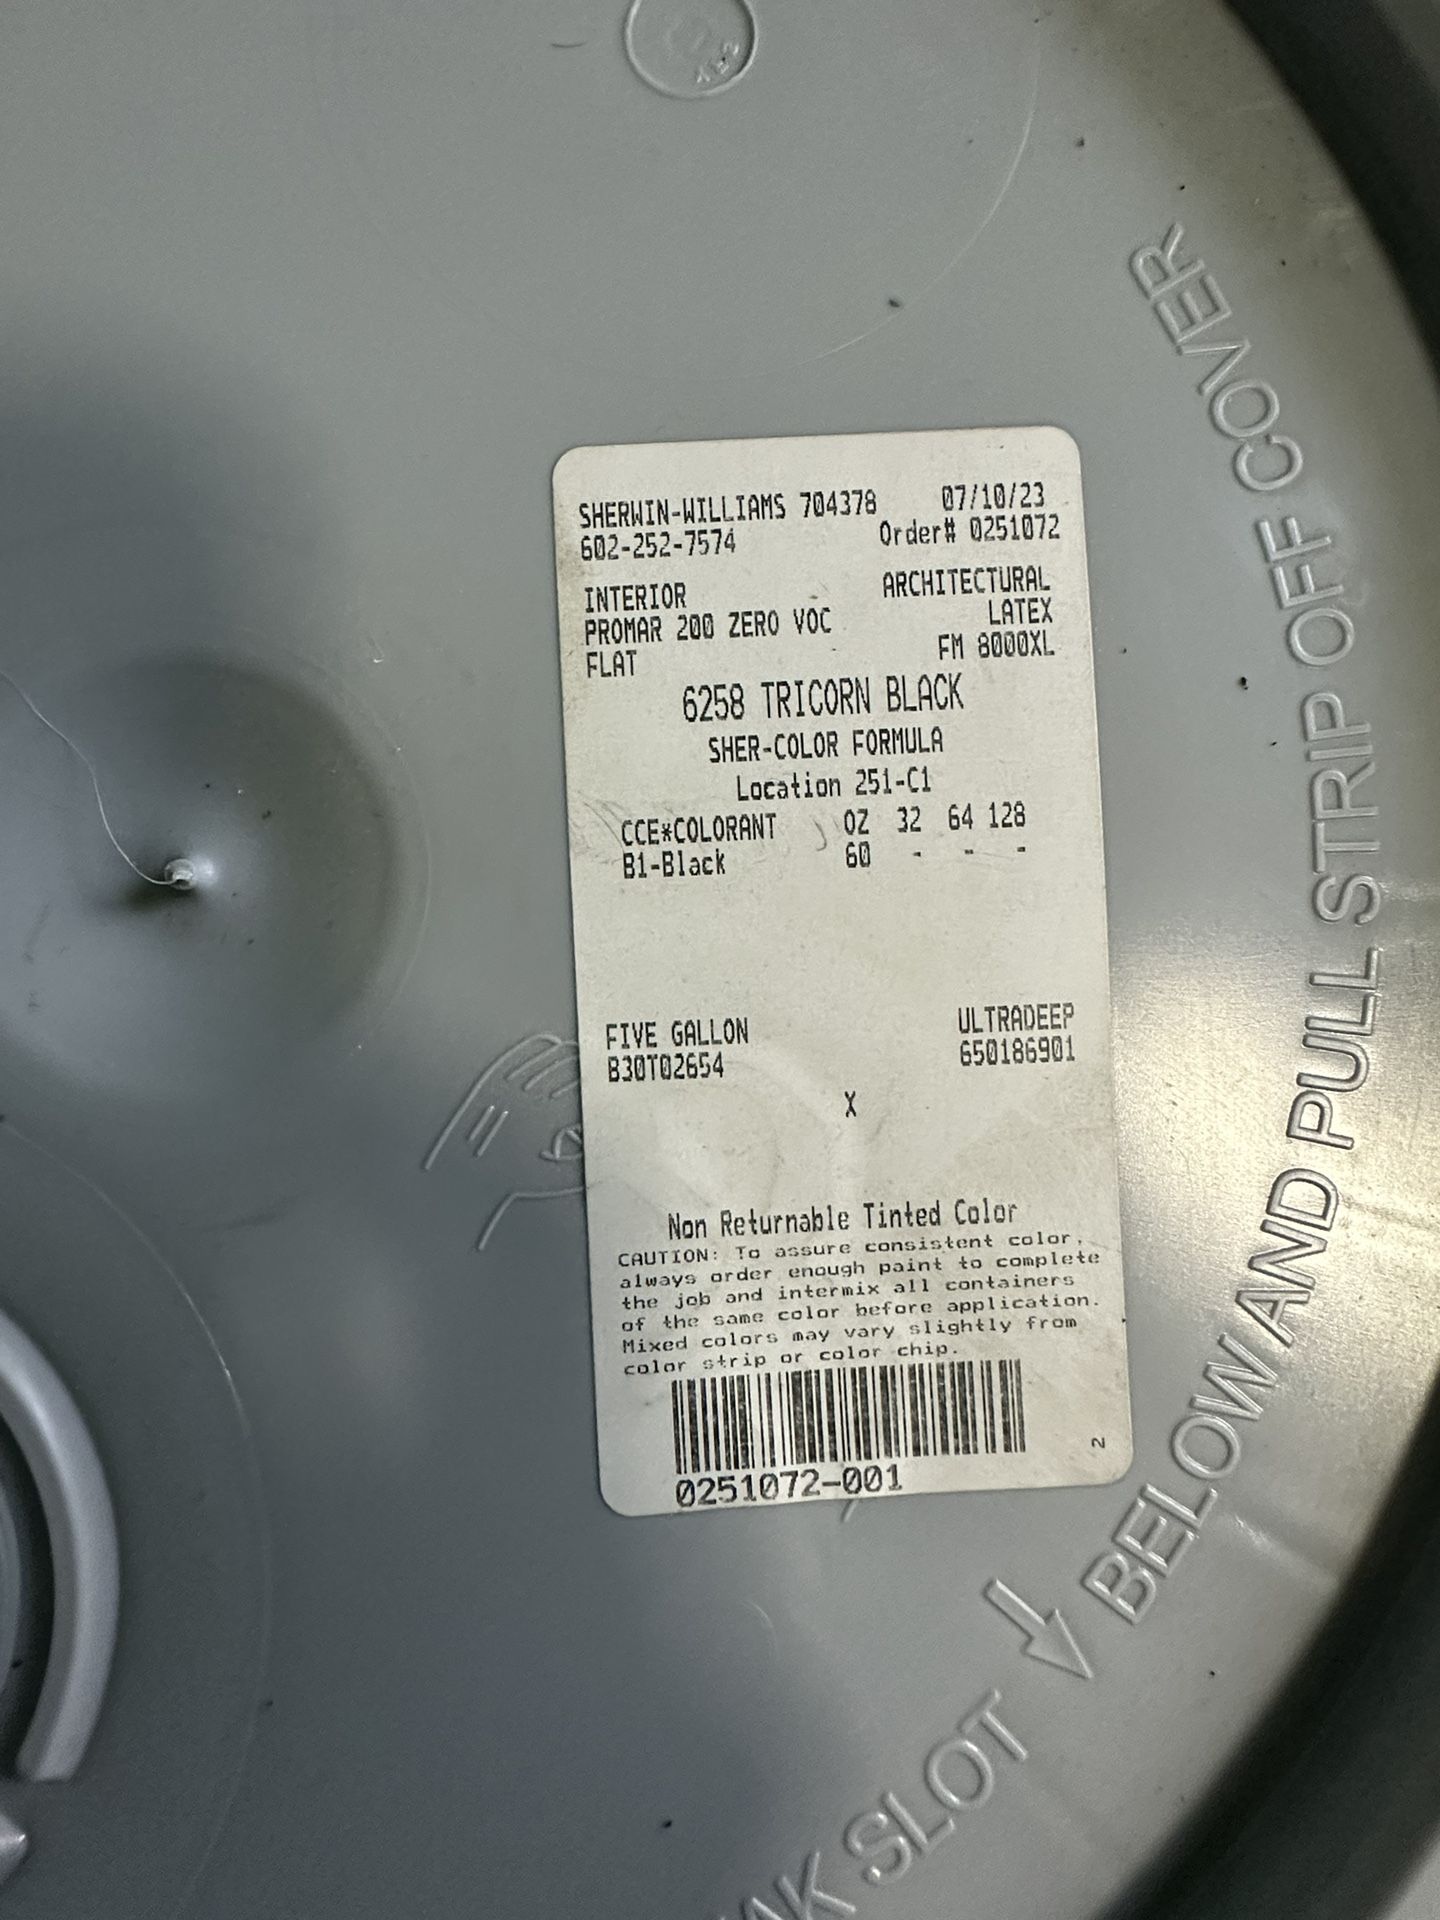 SHERWIN-WILLIAMS 704378 07/10/23
602-252-7574 Order# 0251072
INTERIOR ARCHITECTURAL
PROMAR 200 ZERO VOC LATEX
FLAT FM 8000XL
6258 TRICORN BLACK
SHER-COLOR FORMULA
Location 251-C1
CCE*COLORANT OZ 32 64 128
B1-Black 60 - - -
FIVE GALLON ULTRADEEP
B30T02654 650186901
X
Non Returnable Tinted Color
CAUTION: To assure consistent color,
always order enough paint to complete
the job and intermix all containers
of the same color before application.
Mixed colors may vary slightly from
color strip or color chip.
0251072-001
N
SLOT
BELOW AND PULL STRIP OFF COVER